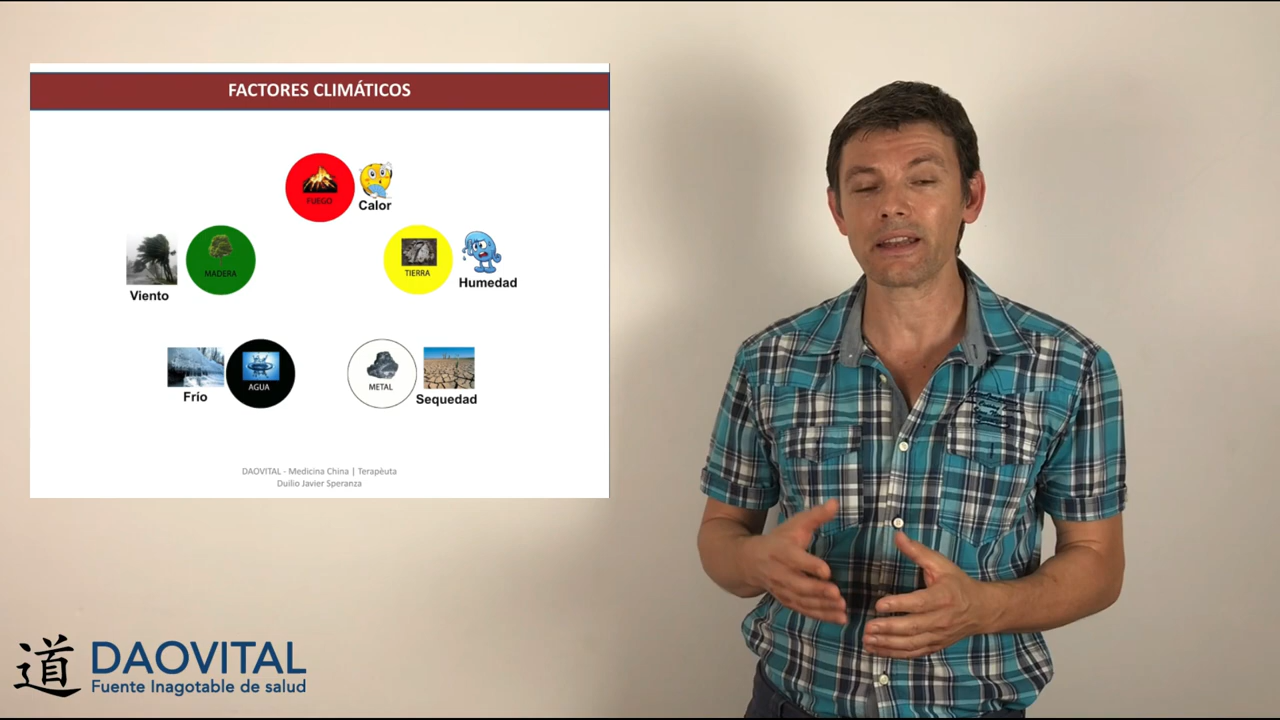 FACTORES CLIMÁTICOS
FUEGO
Calor
MADERA
Viento
TIERRA
Humedad
AGUA
Frío
METAL
Sequedad
DAOVITAL - Medicina China | Terapèuta
Duilio Javier Speranza
道 DAOVITAL
Fuente Inagotable de salud